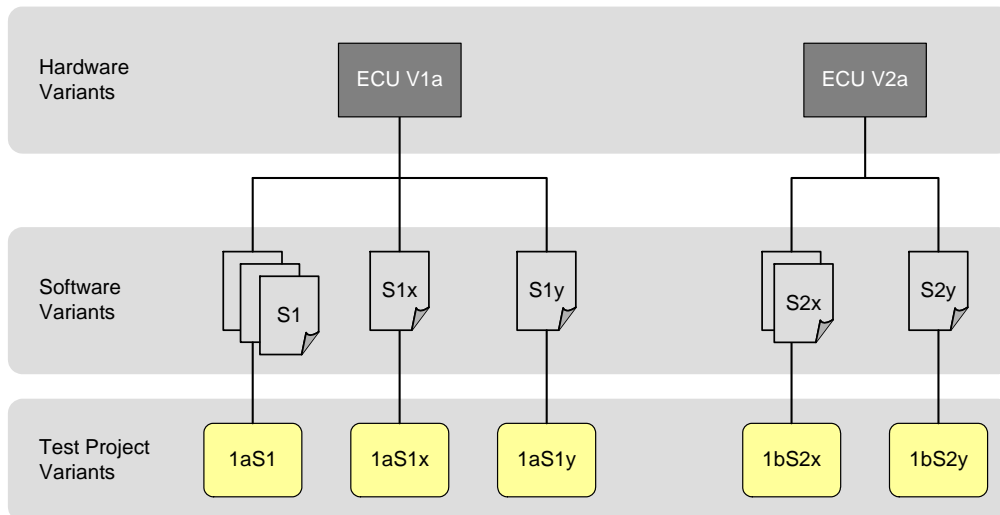 Hardware
Variants
ECU V1a
ECU V2a
Software
Variants
S1
S1x
S1y
S2x
S2y
Test Project
Variants
1aS1
1aS1x
1aS1y
1bS2x
1bS2y